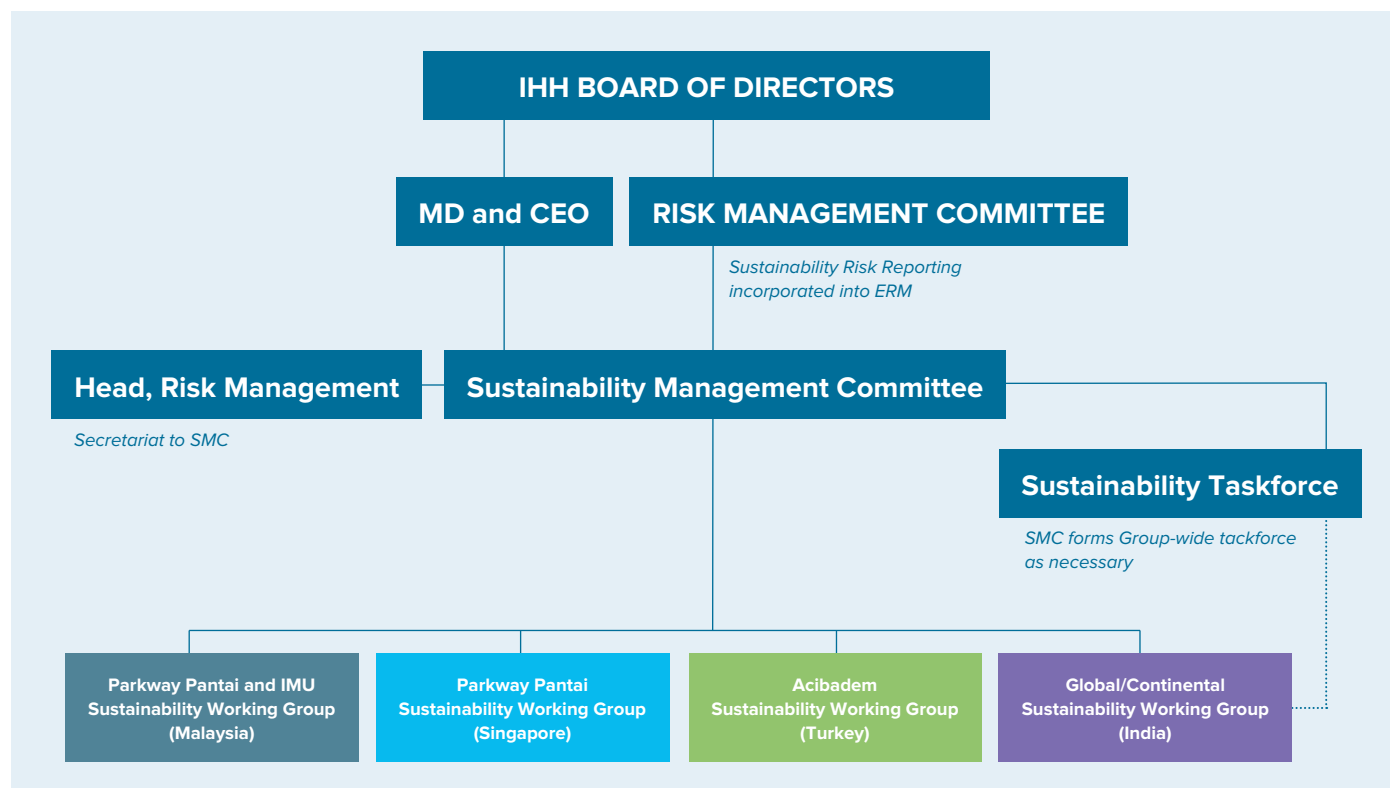 IHH BOARD OF DIRECTORS
MD and CEO
RISK MANAGEMENT COMMITTEE
Sustainability Risk Reporting
incorporated into ERM
Head, Risk Management
Sustainability Management Committee
Secretariat to SMC
Sustainability Taskforce
SMC forms Group-wide tackforce
as necessary
Parkway Pantai and IMU
Sustainability Working Group
(Malaysia)
Parkway Pantai
Sustainability Working Group
(Singapore)
Acibadem
Sustainability Working Group
(Turkey)
Global/Continental
Sustainability Working Group
(India)